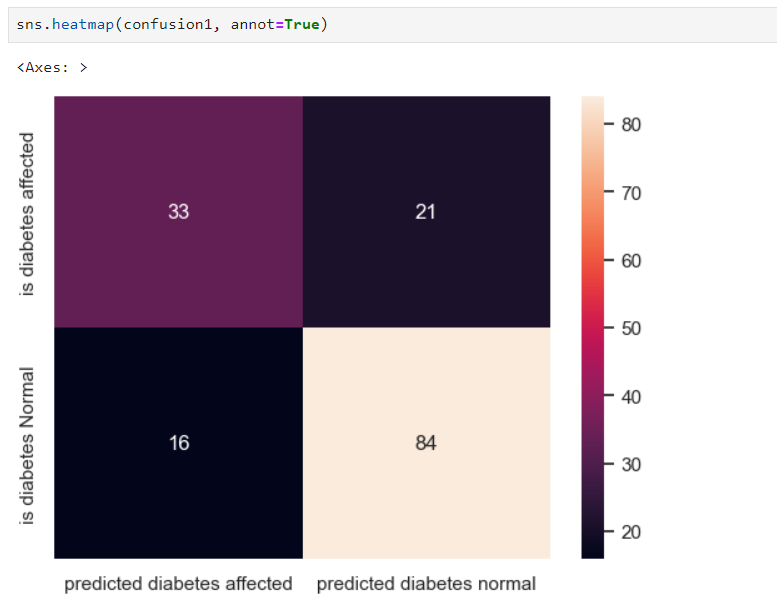 sns.heatmap(confusion1, annot=True)
<Axes: >
is diabetes affected
33
21
is diabetes Normal
16
84
predicted diabetes affected
predicted diabetes normal
80
70
60
50
40
30
20